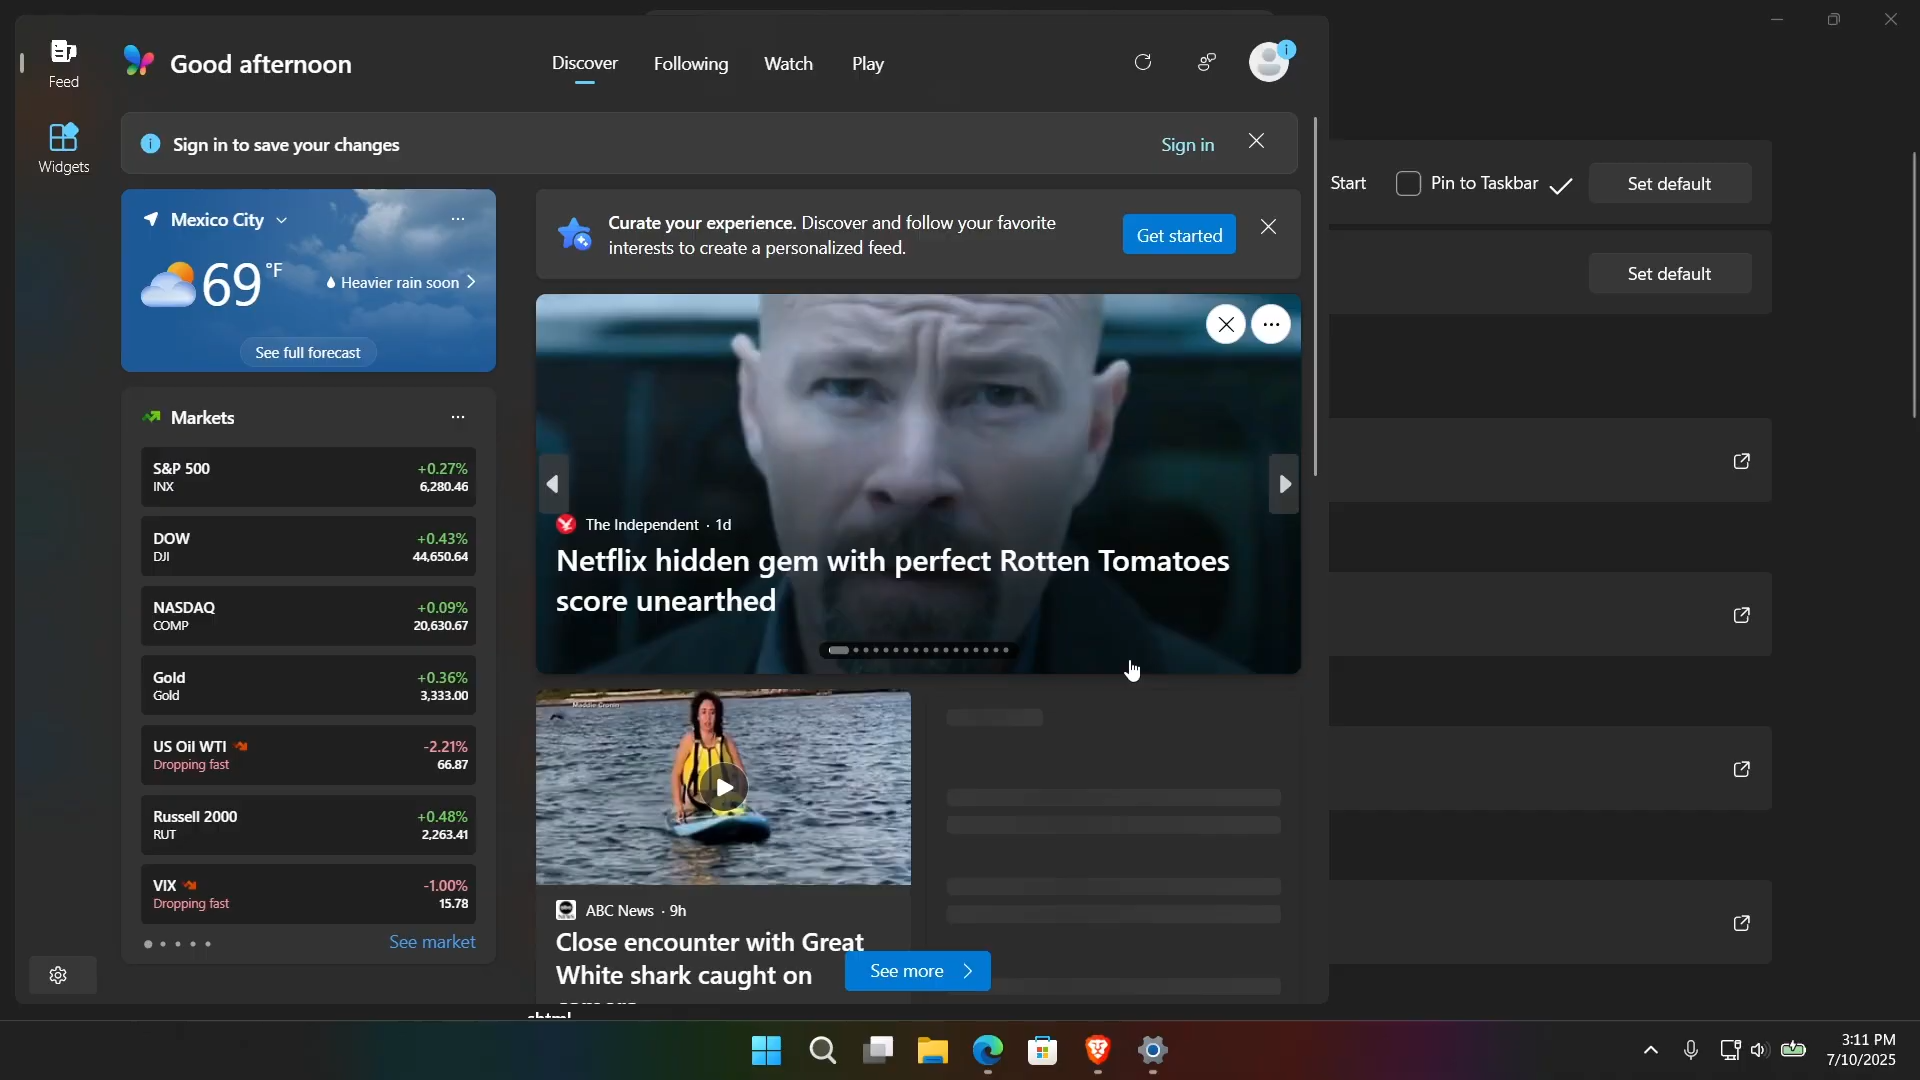 Feed
Widgets
Good afternoon
Discover
Following
Watch
Play
Sign in to save your changes
Sign in
Mexico City
69 °F
Heavier rain soon
See full forecast
Markets
S&P 500
INX
+0.27%
6,280.46
DOW
DJI
+0.43%
44,650.64
NASDAQ
COMP
+0.09%
20,630.67
Gold
Gold
+0.36%
3,333.00
US Oil WTI
Dropping fast
-2.21%
66.87
Russell 2000
RUT
+0.48%
2,263.41
VIX
Dropping fast
-1.00%
15.78
See market
Curate your experience. Discover and follow your favorite
interests to create a personalized feed.
Get started
The Independent · 1d
Netflix hidden gem with perfect Rotten Tomatoes
score unearthed
Maddie Cronin
ABC News · 9h
Close encounter with Great
White shark caught on
See more
Start
Pin to Taskbar
Set default
Set default
3:11 PM
7/10/2025